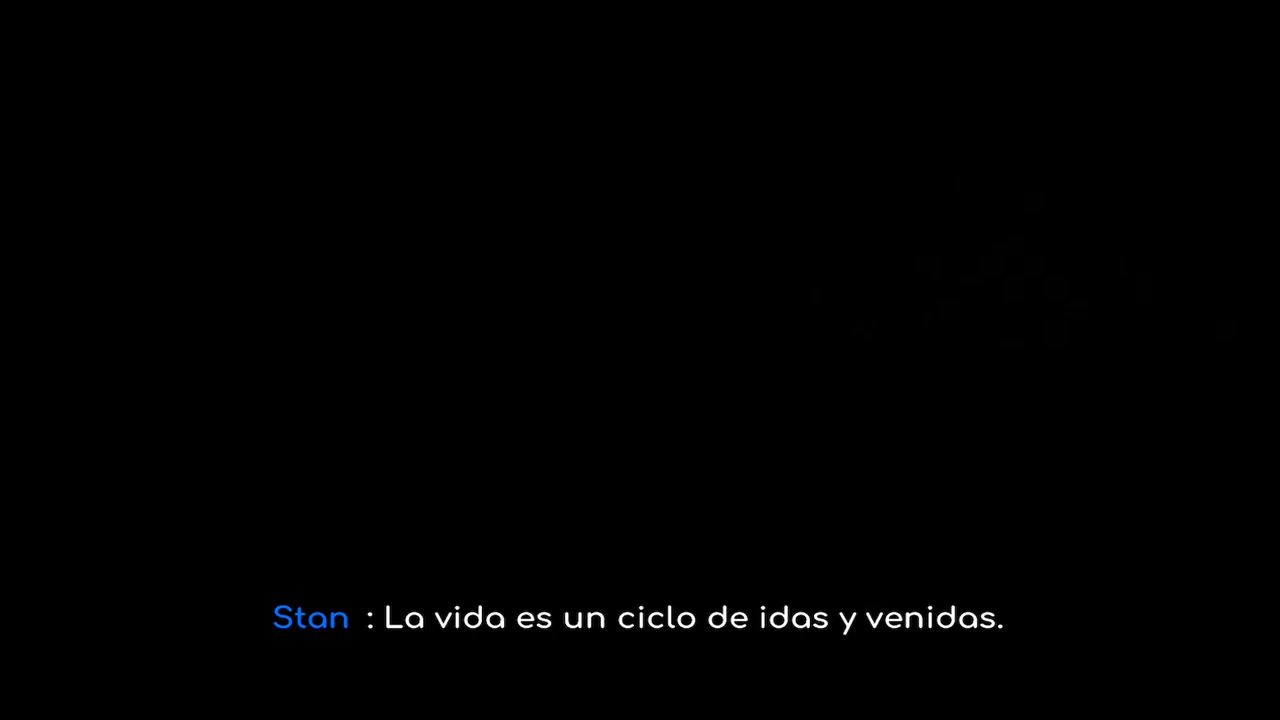 Stan : La vida es un ciclo de idas y venidas.